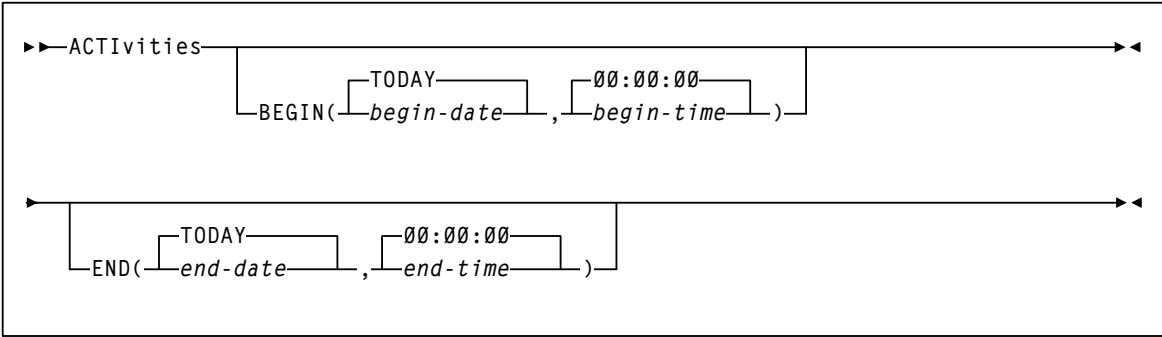 ACTIvities
TODAY 00:00:00
BEGIN( begin-date , begin-time )
TODAY 00:00:00
END( end-date , end-time )